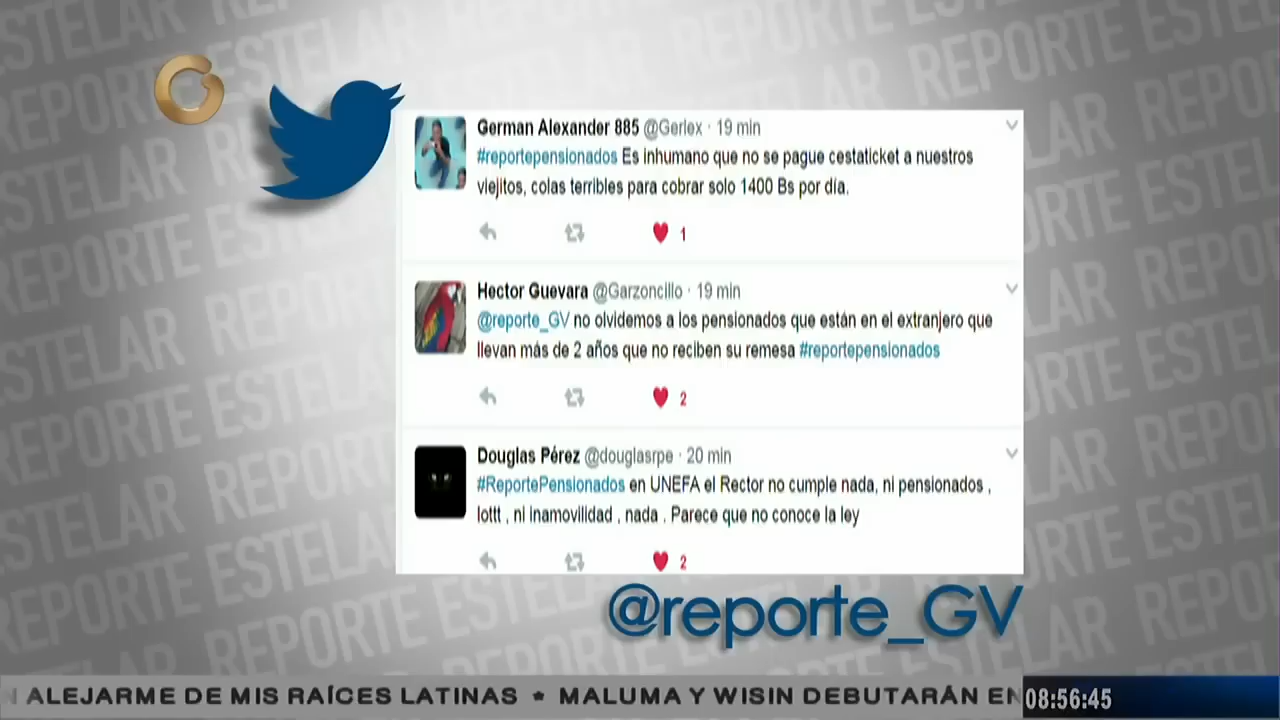 German Alexander 885 @Gerlex · 19 min
#reportepensionados Es inhumano que no se pague cestaticket a nuestros
viejitos, colas terribles para cobrar solo 1400 Bs por día.
1
Hector Guevara @Garzoncillo · 19 min
@reporte_GV no olvidemos a los pensionados que están en el extranjero que
llevan más de 2 años que no reciben su remesa #reportepensionados
2
Douglas Pérez @douglasrpe · 20 min
#ReportePensionados en UNEFA el Rector no cumple nada, ni pensionados ,
lottt , ni inamovilidad , nada . Parece que no conoce la ley
2
@reporte_GV
ALEJARME DE MIS RAÍCES LATINAS * MALUMA Y WISIN DEBUTARÁN EN
08:56:45
REPORTE ESTELAR